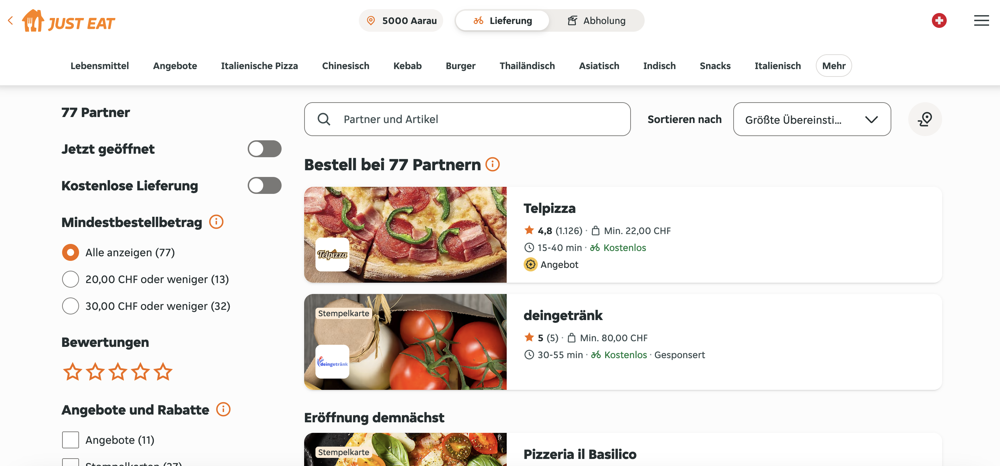 JUST EAT
5000 Aarau
Lieferung
Abholung
Lebensmittel Angebote Italienische Pizza Chinesisch Kebab Burger Thailändisch Asiatisch Indisch Snacks Italienisch Mehr
77 Partner
Jetzt geöffnet
Kostenlose Lieferung
Mindestbestellbetrag
Alle anzeigen (77)
20,00 CHF oder weniger (13)
30,00 CHF oder weniger (32)
Bewertungen
Angebote und Rabatte
Angebote (11)
Stempelkarten (27)
Partner und Artikel
Sortieren nach
Größte Übereinsti...
Bestell bei 77 Partnern
Telpizza
Telpizza
4,8 (1.126) · Min. 22,00 CHF
15-40 min · Kostenlos
Angebot
Stempelkarte
deingetränk
deingetränk
5 (5) · Min. 80,00 CHF
30-55 min · Kostenlos · Gesponsert
Eröffnung demnächst
Stempelkarte
Pizzeria il Basilico